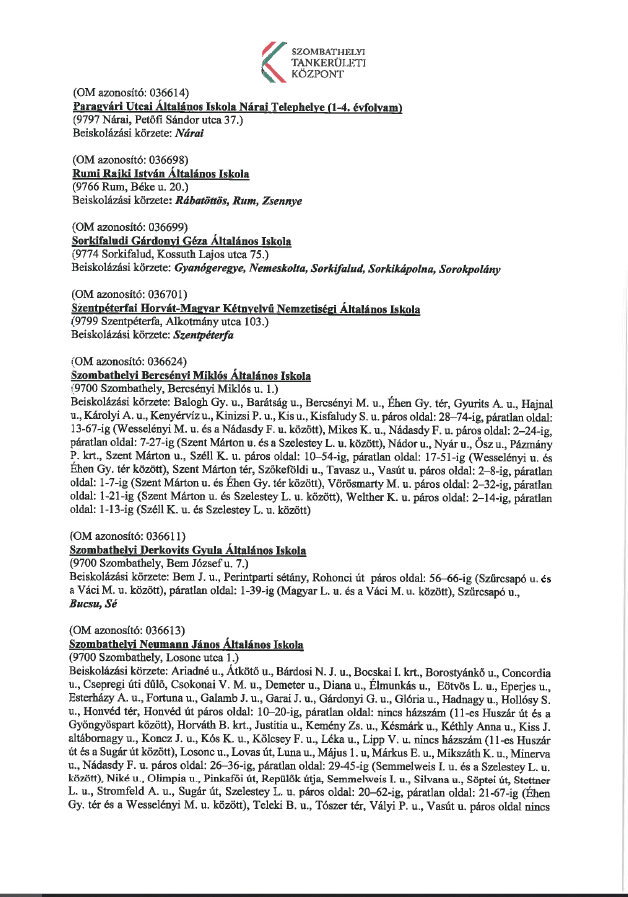 SZOMBATHELYI
TANKERÜLETI
KÖZPONT
(OM azonosító: 036614)
Paragvári Utcai Általános Iskola Nárai Telephelye (1-4. évfolyam)
(9797 Nárai, Petőfi Sándor utca 37.)
Beiskolázási körzete: Nárai
(OM azonosító: 036698)
Rumi Rajki István Általános Iskola
(9766 Rum, Béke u. 20.)
Beiskolázási körzete: Rábatöttös, Rum, Zsennye
(OM azonosító: 036699)
Sorkifaludi Gárdonyi Géza Általános Iskola
(9774 Sorkifalud, Kossuth Lajos utca 75.)
Beiskolázási körzete: Gyanógeregye, Nemeskolta, Sorkifalud, Sorkikápolna, Sorokpolány
(OM azonosító: 036701)
Szentpéterfai Horvát-Magyar Kétnyelvű Nemzetiségi Általános Iskola
(9799 Szentpéterfa, Alkotmány utca 103.)
Beiskolázási körzete: Szentpéterfa
(OM azonosító: 036624)
Szombathelyi Bercsényi Miklós Általános Iskola
(9700 Szombathely, Bercsényi Miklós u. 1.)
Beiskolázási körzete: Balogh Gy. u., Barátság u., Bercsényi M. u., Éhen Gy. tér, Gyurits A. u., Hajnal
u., Károlyi A. u., Kenyérvíz u., Kinizsi P. u., Kis u., Kisfaludy S. u. páros oldal: 28–74-ig, páratlan oldal:
13-67-ig (Wesselényi M. u. és a Nádasdy F. u. között), Mikes K. u., Nádasdy F. u. páros oldal: 2–24-ig,
páratlan oldal: 7-27-ig (Szent Márton u. és a Szelestey L. u. között), Nádor u., Nyár u., Ősz u., Pázmány
P. krt., Szent Márton u., Széll K. u. páros oldal: 10–54-ig, páratlan oldal: 17-51-ig (Wesselényi u. és
Éhen Gy. tér között), Szent Márton tér, Szőkeföldi u., Tavasz u., Vasút u. páros oldal: 2–8-ig, páratlan
oldal: 1-7-ig (Szent Márton u. és Éhen Gy. tér között), Vörösmarty M. u. páros oldal: 2–32-ig, páratlan
oldal: 1-21-ig (Szent Márton u. és Szelestey L. u. között), Welther K. u. páros oldal: 2–14-ig, páratlan
oldal: 1-13-ig (Széll K. u. és Szelestey L. u. között)
(OM azonosító: 036611)
Szombathelyi Derkovits Gyula Általános Iskola
(9700 Szombathely, Bem József u. 7.)
Beiskolázási körzete: Bem J. u., Perintparti sétány, Rohonci út páros oldal: 56–66-ig (Szűrcsapó u. és
a Váci M. u. között), páratlan oldal: 1-39-ig (Magyar L. u. és a Váci M. u. között), Szűrcsapó u.,
Bucsu, Sé
(OM azonosító: 036613)
Szombathelyi Neumann János Általános Iskola
(9700 Szombathely, Losonc utca 1.)
Beiskolázási körzete: Ariadné u., Átkötő u., Bárdosi N. J. u., Bocskai I. krt., Borostyánkő u., Concordia
u., Csepregi úti dűlő, Csokonai V. M. u., Demeter u., Diana u., Élmunkás u., Eötvös L. u., Eperjes u.,
Esterházy A. u., Fortuna u., Galamb J. u., Garai J. u., Gárdonyi G. u., Glória u., Hadnagy u., Hollósy S.
u., Honvéd tér, Honvéd út páros oldal: 10–20-ig, páratlan oldal: nincs házszám (11-es Huszár út és a
Gyöngyöspart között), Horváth B. krt., Justitia u., Kemény Zs. u., Késmárk u., Kéthly Anna u., Kiss J.
altábornagy u., Koncz J. u., Kós K. u., Kölcsey F. u., Léka u., Lipp V. u. nincs házszám (11-es Huszár
út és a Sugár út között), Losonc u., Lovas út, Luna u., Május 1. u, Márkus E. u., Mikszáth K. u., Minerva
u., Nádasdy F. u. 26–36-ig, páratlan oldal: 29-45-ig (Semmelweis I. u. és a Szelestey L. u.
között), Niké u., Olimpia u., Pinkafői út, Repülők útja, Semmelweis I. u., Silvana u., Söptei út, Stettner
L. u., Stromfeld A. u., Sugár út, Szelestey L. u. páros oldal: 20–62-ig, páratlan oldal: 21-67-ig (Éhen
Gy. tér és a Wesselényi M. u. között), Teleki B. u., Tószer tér, Vályi P. u., Vasút u. páros oldal nincs